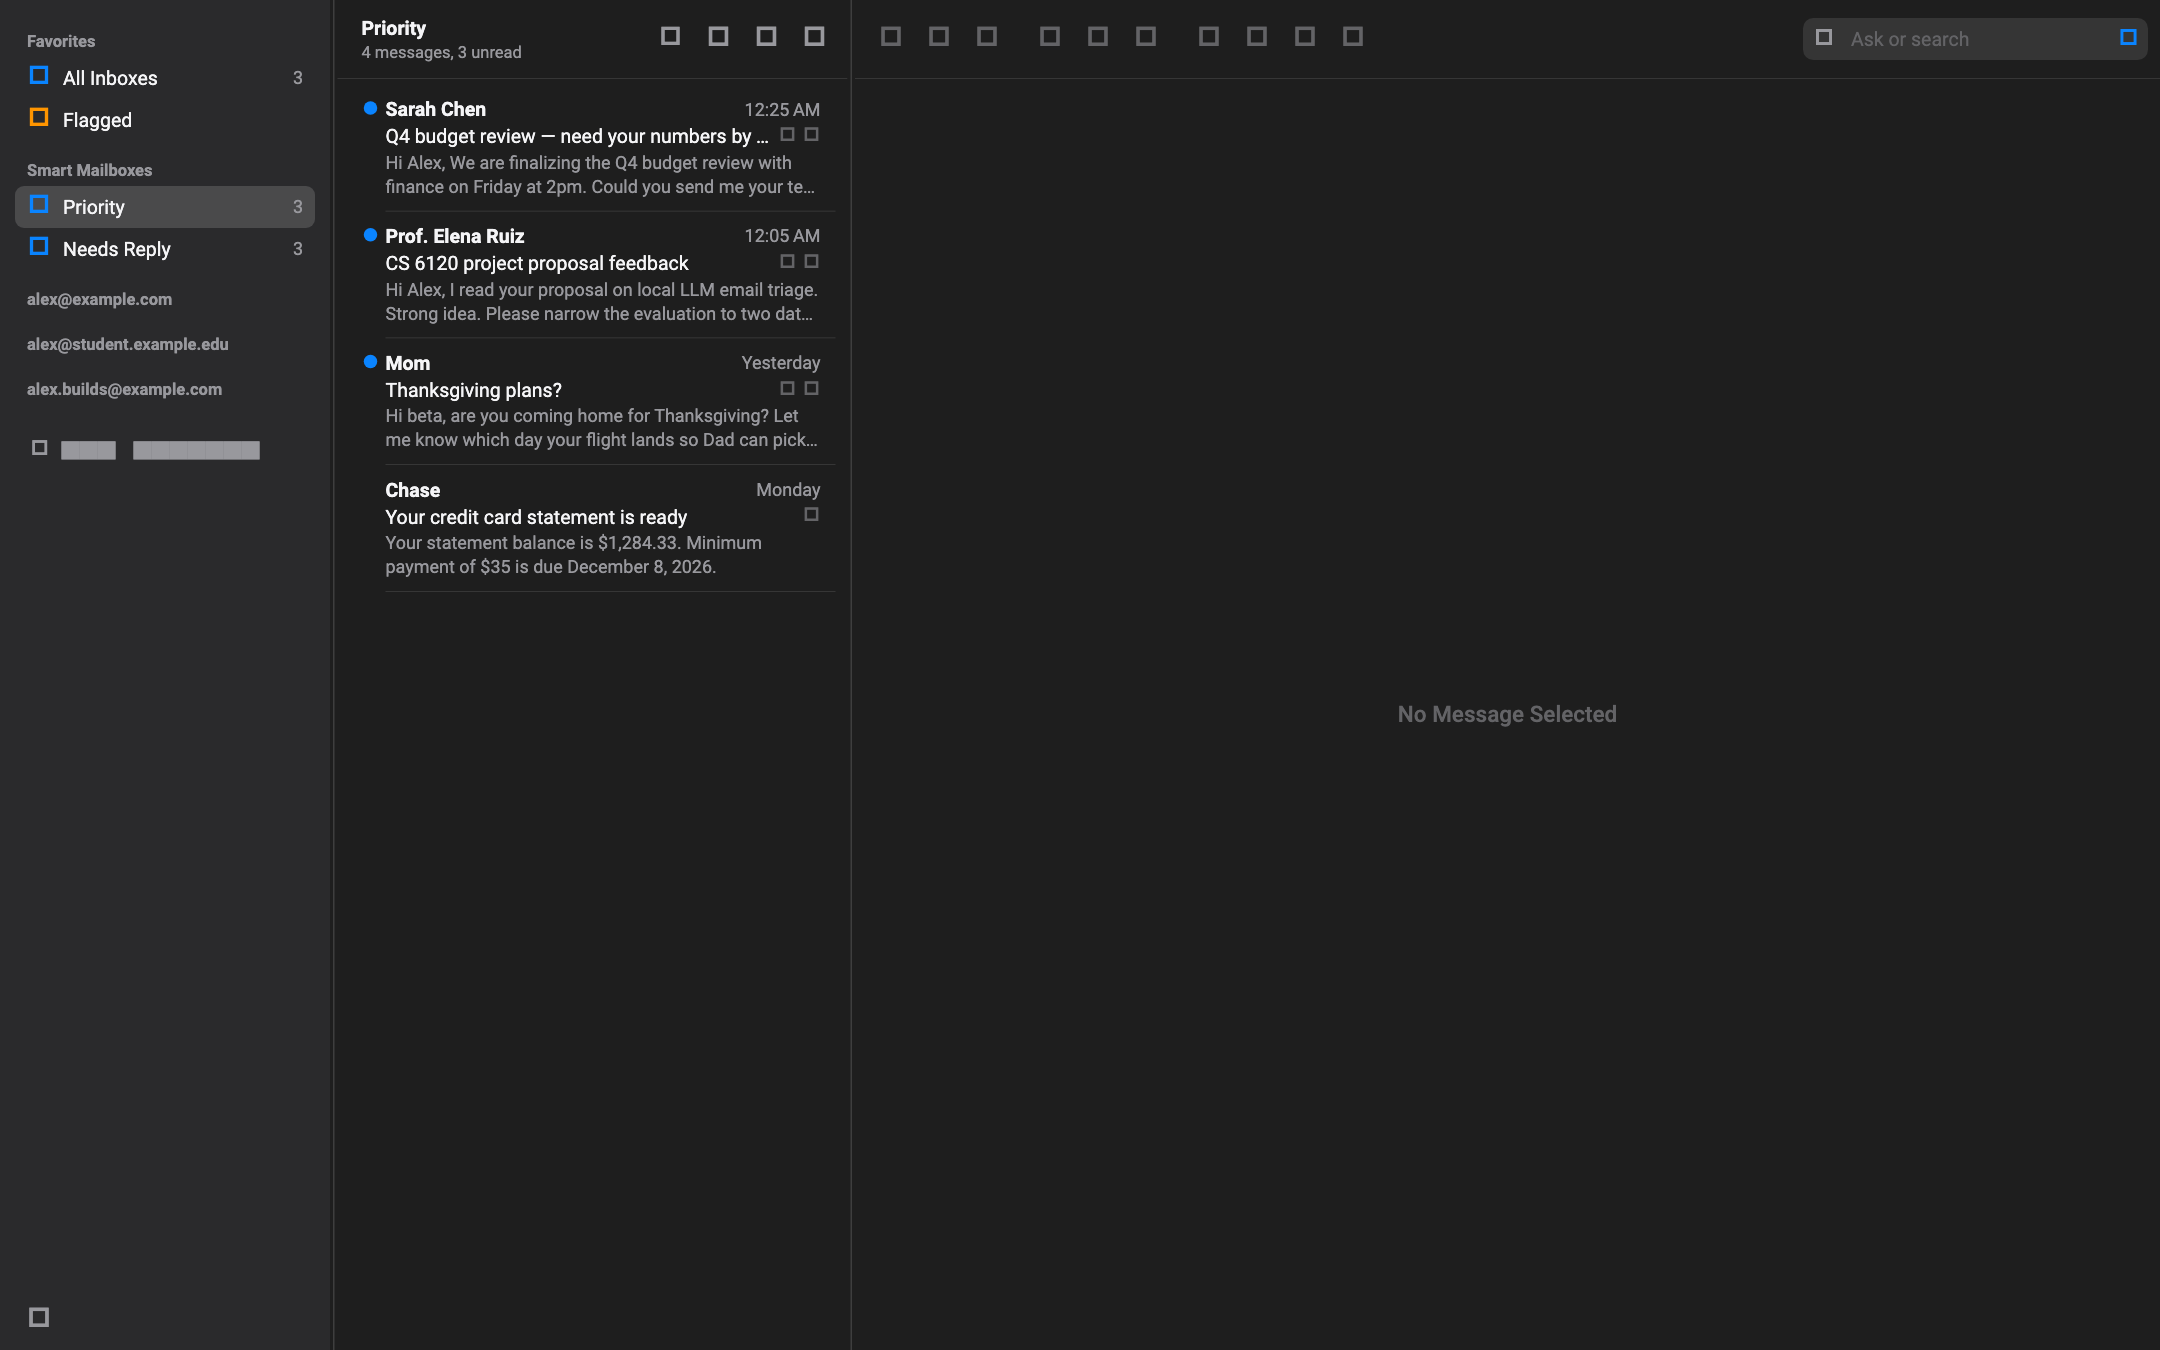 Favorites
All Inboxes 3
Flagged
Smart Mailboxes
Priority 3
Needs Reply 3
alex@example.com
alex@student.example.edu
alex.builds@example.com
Priority
4 messages, 3 unread
Sarah Chen 12:25 AM
Q4 budget review — need your numbers by ...
Hi Alex, We are finalizing the Q4 budget review with
finance on Friday at 2pm. Could you send me your te...
Prof. Elena Ruiz 12:05 AM
CS 6120 project proposal feedback
Hi Alex, I read your proposal on local LLM email triage.
Strong idea. Please narrow the evaluation to two dat...
Mom Yesterday
Thanksgiving plans?
Hi beta, are you coming home for Thanksgiving? Let
me know which day your flight lands so Dad can pick...
Chase Monday
Your credit card statement is ready
Your statement balance is $1,284.33. Minimum
payment of $35 is due December 8, 2026.
Ask or search
No Message Selected